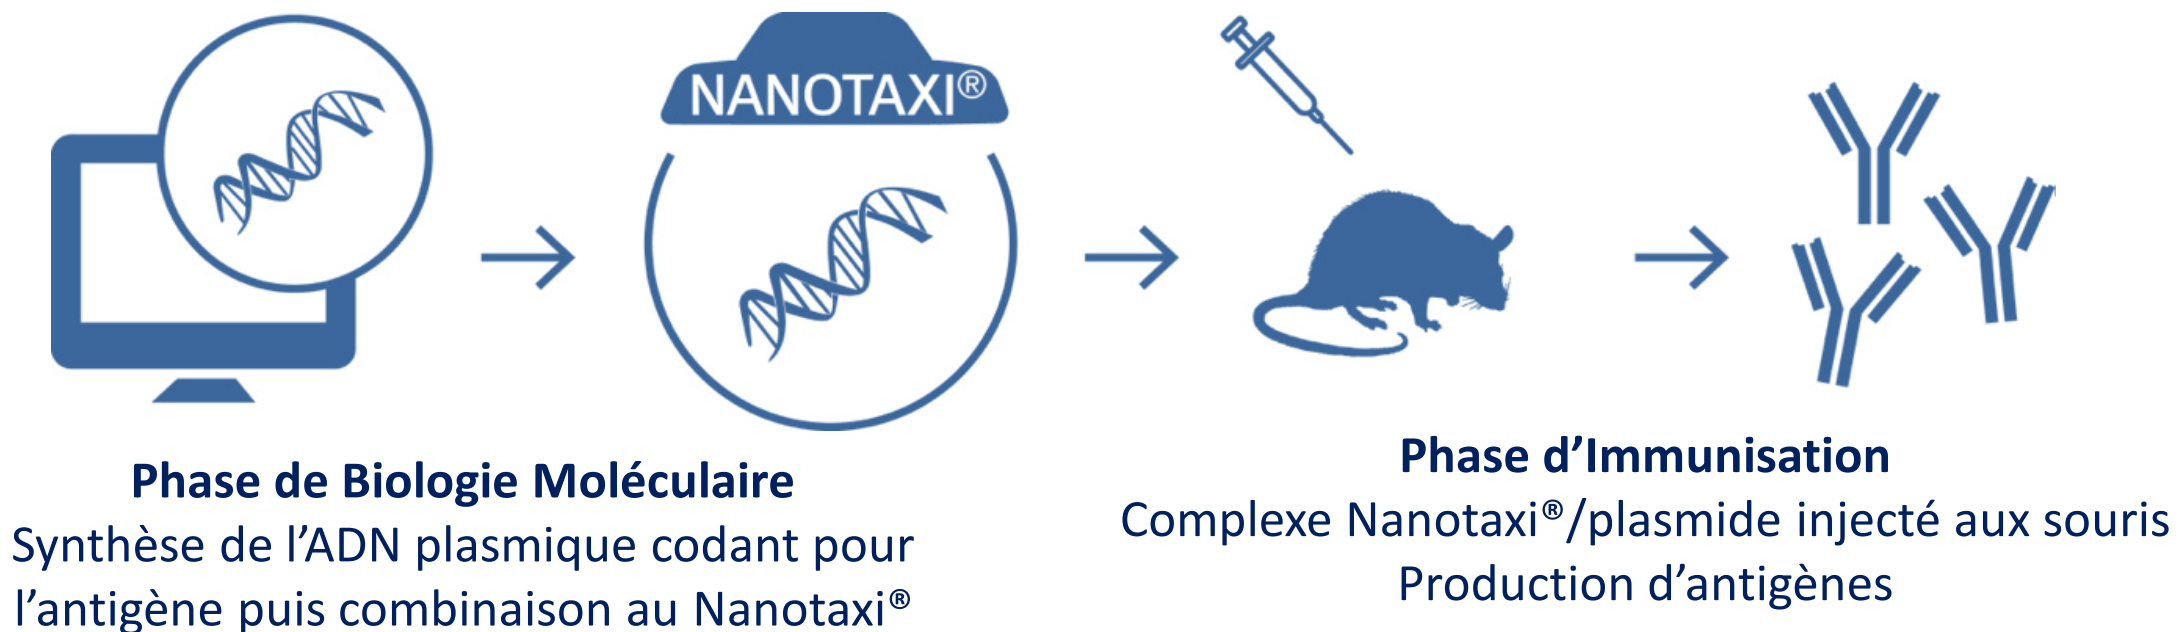 NANOTAXI®
Phase de Biologie Moléculaire
Synthèse de l’ADN plasmique codant pour
l’antigène puis combinaison au Nanotaxi®
Phase d’Immunisation
Complexe Nanotaxi®/plasmide injecté aux souris
Production d’antigènes